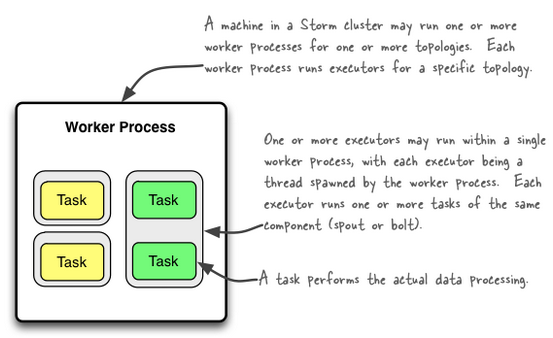 A machine in a Storm cluster may run one or more
worker processes for one or more topologies. Each
worker process runs executors for a specific topology.
Worker Process
One or more executors may run within a single
worker process, with each executor being a
thread spawned by the worker process. Each
executor runs one or more tasks of the same
component (spout or bolt).
Task
Task
Task
Task
A task performs the actual data processing.